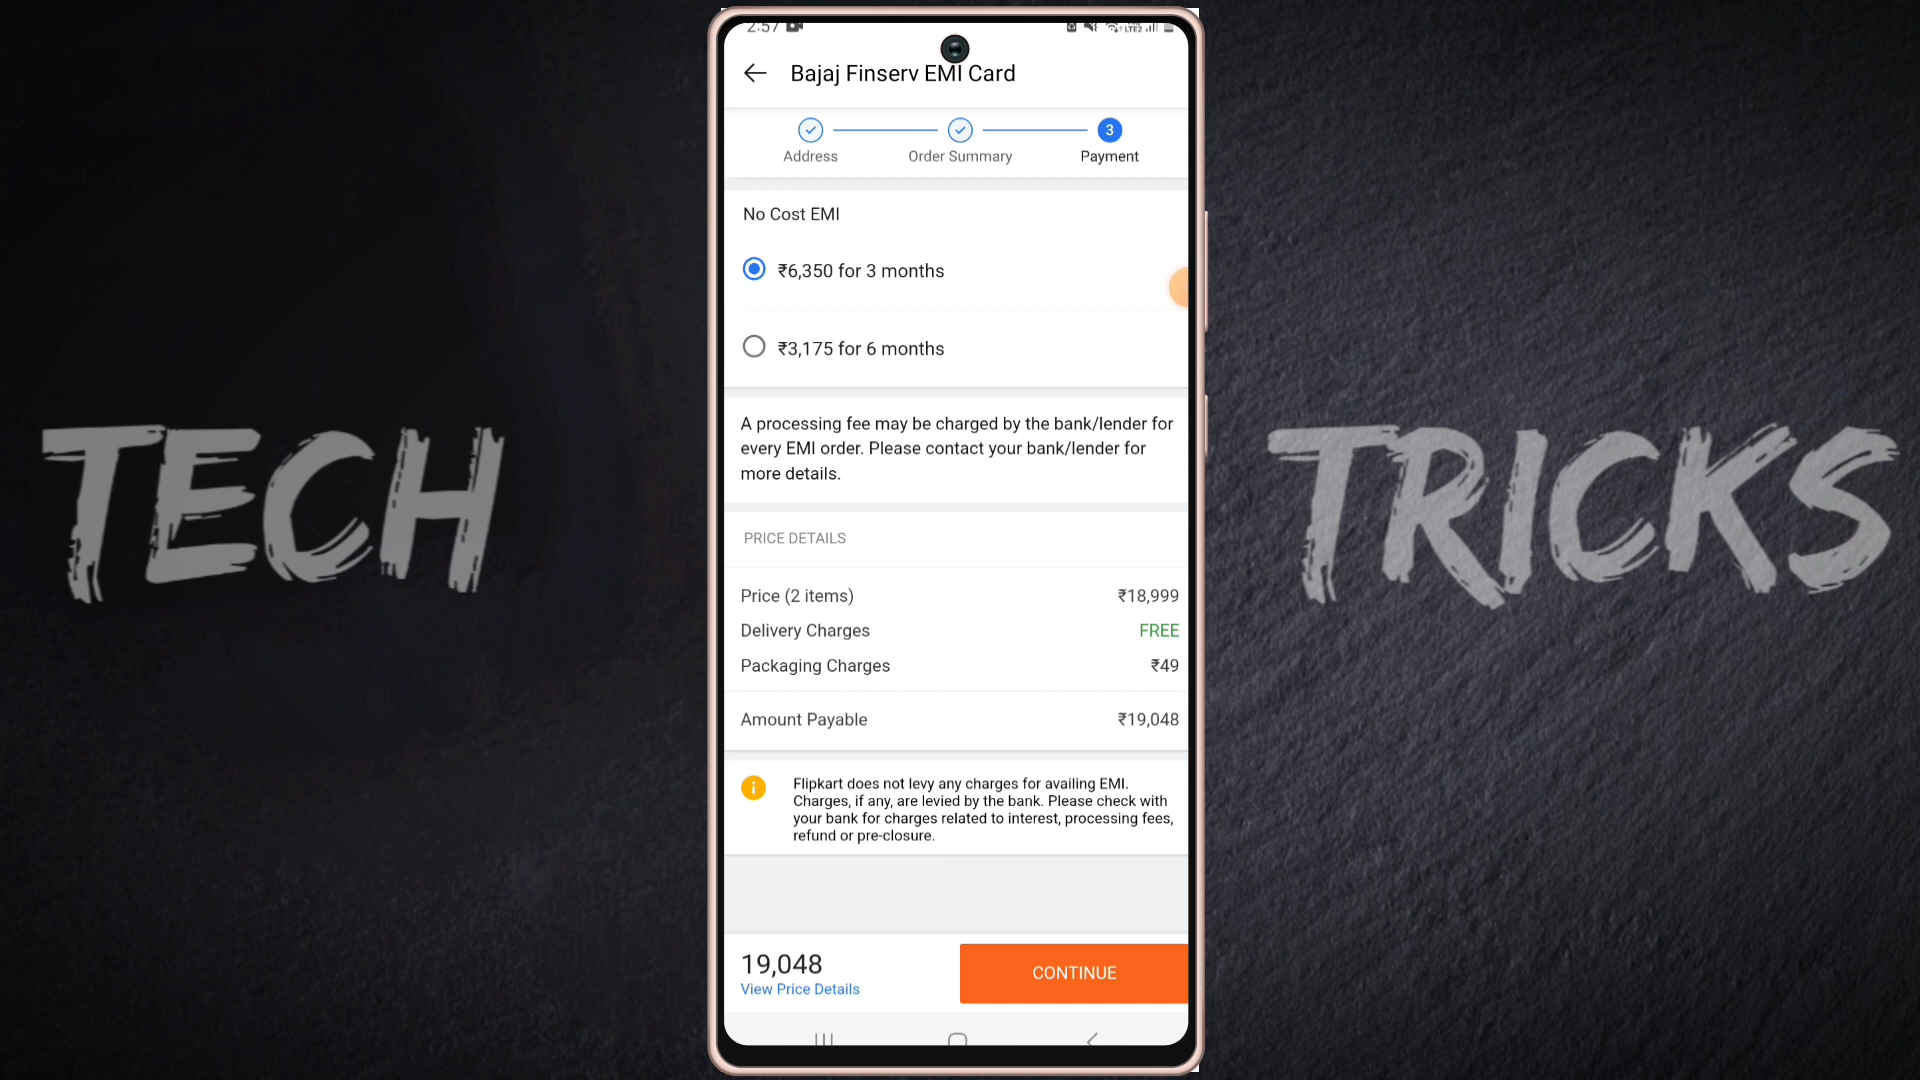 2:57
Bajaj Finserv EMI Card
3
Address
Order Summary
Payment
No Cost EMI
₹6,350 for 3 months
₹3,175 for 6 months
A processing fee may be charged by the bank/lender for
every EMI order. Please contact your bank/lender for
more details.
TECH
TRICKS
PRICE DETAILS
Price (2 items) ₹18,999
Delivery Charges FREE
Packaging Charges ₹49
Amount Payable ₹19,048
Flipkart does not levy any charges for availing EMI.
Charges, if any, are levied by the bank. Please check with
your bank for charges related to interest, processing fees,
refund or pre-closure.
19,048
View Price Details
CONTINUE